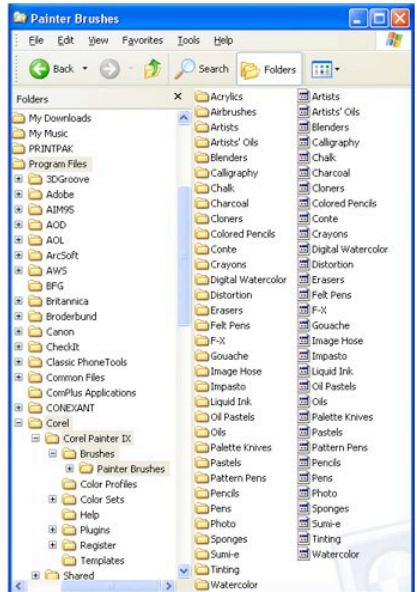 Painter Brushes
File Edit View Favorites Tools Help
Back Search Folders
Folders
My Downloads
My Music
PRINTPAK
Program Files
3DGroove
Adobe
AIM95
AOD
AOL
ArcSoft
AWS
BFG
Britannica
Broderbund
Canon
CheckIt
Classic PhoneTools
Common Files
ComPlus Applications
CONEXANT
Corel
Corel Painter IX
Brushes
Painter Brushes
Color Profiles
Color Sets
Help
Plugins
Register
Templates
Shared
Acrylics
Airbrushes
Artists
Artists' Oils
Blenders
Calligraphy
Chalk
Charcoal
Cloners
Colored Pencils
Conte
Crayons
Digital Watercolor
Distortion
Erasers
Felt Pens
F-X
Gouache
Image Hose
Impasto
Liquid Ink
Oil Pastels
Oils
Palette Knives
Pastels
Pattern Pens
Pencils
Pens
Photo
Sponges
Sumi-e
Tinting
Watercolor
Artists
Artists' Oils
Blenders
Calligraphy
Chalk
Charcoal
Cloners
Colored Pencils
Conte
Crayons
Digital Watercolor
Distortion
Erasers
Felt Pens
F-X
Gouache
Image Hose
Impasto
Liquid Ink
Oil Pastels
Oils
Palette Knives
Pastels
Pattern Pens
Pencils
Pens
Photo
Sponges
Sumi-e
Tinting
Watercolor